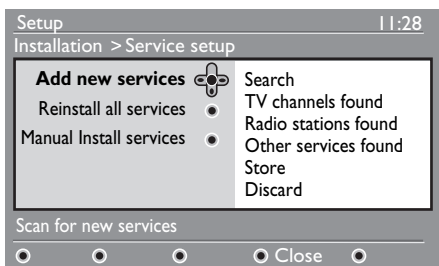 Setup 11:28
Installation > Service setup
Add new services
Reinstall all services
Manual Install services
Search
TV channels found
Radio stations found
Other services found
Store
Discard
Scan for new services
Close